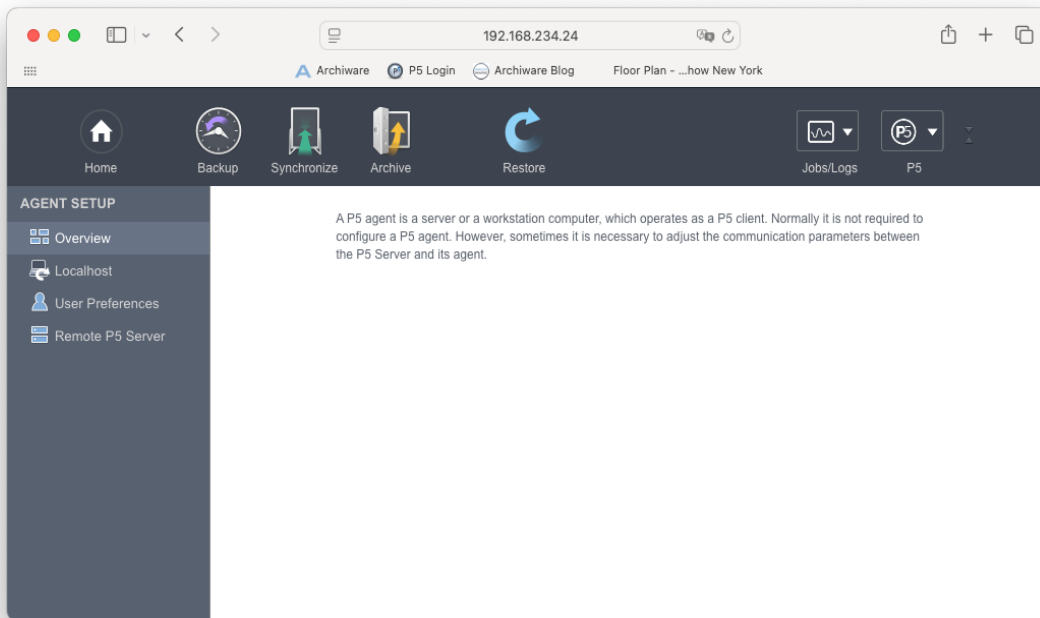 192.168.234.24
Archiware
P5 Login
Archiware Blog
Floor Plan - ...how New York
Home
Backup
Synchronize
Archive
Restore
Jobs/Logs
P5
P5
AGENT SETUP
Overview
Localhost
User Preferences
Remote P5 Server
A P5 agent is a server or a workstation computer, which operates as a P5 client. Normally it is not required to
configure a P5 agent. However, sometimes it is necessary to adjust the communication parameters between
the P5 Server and its agent.